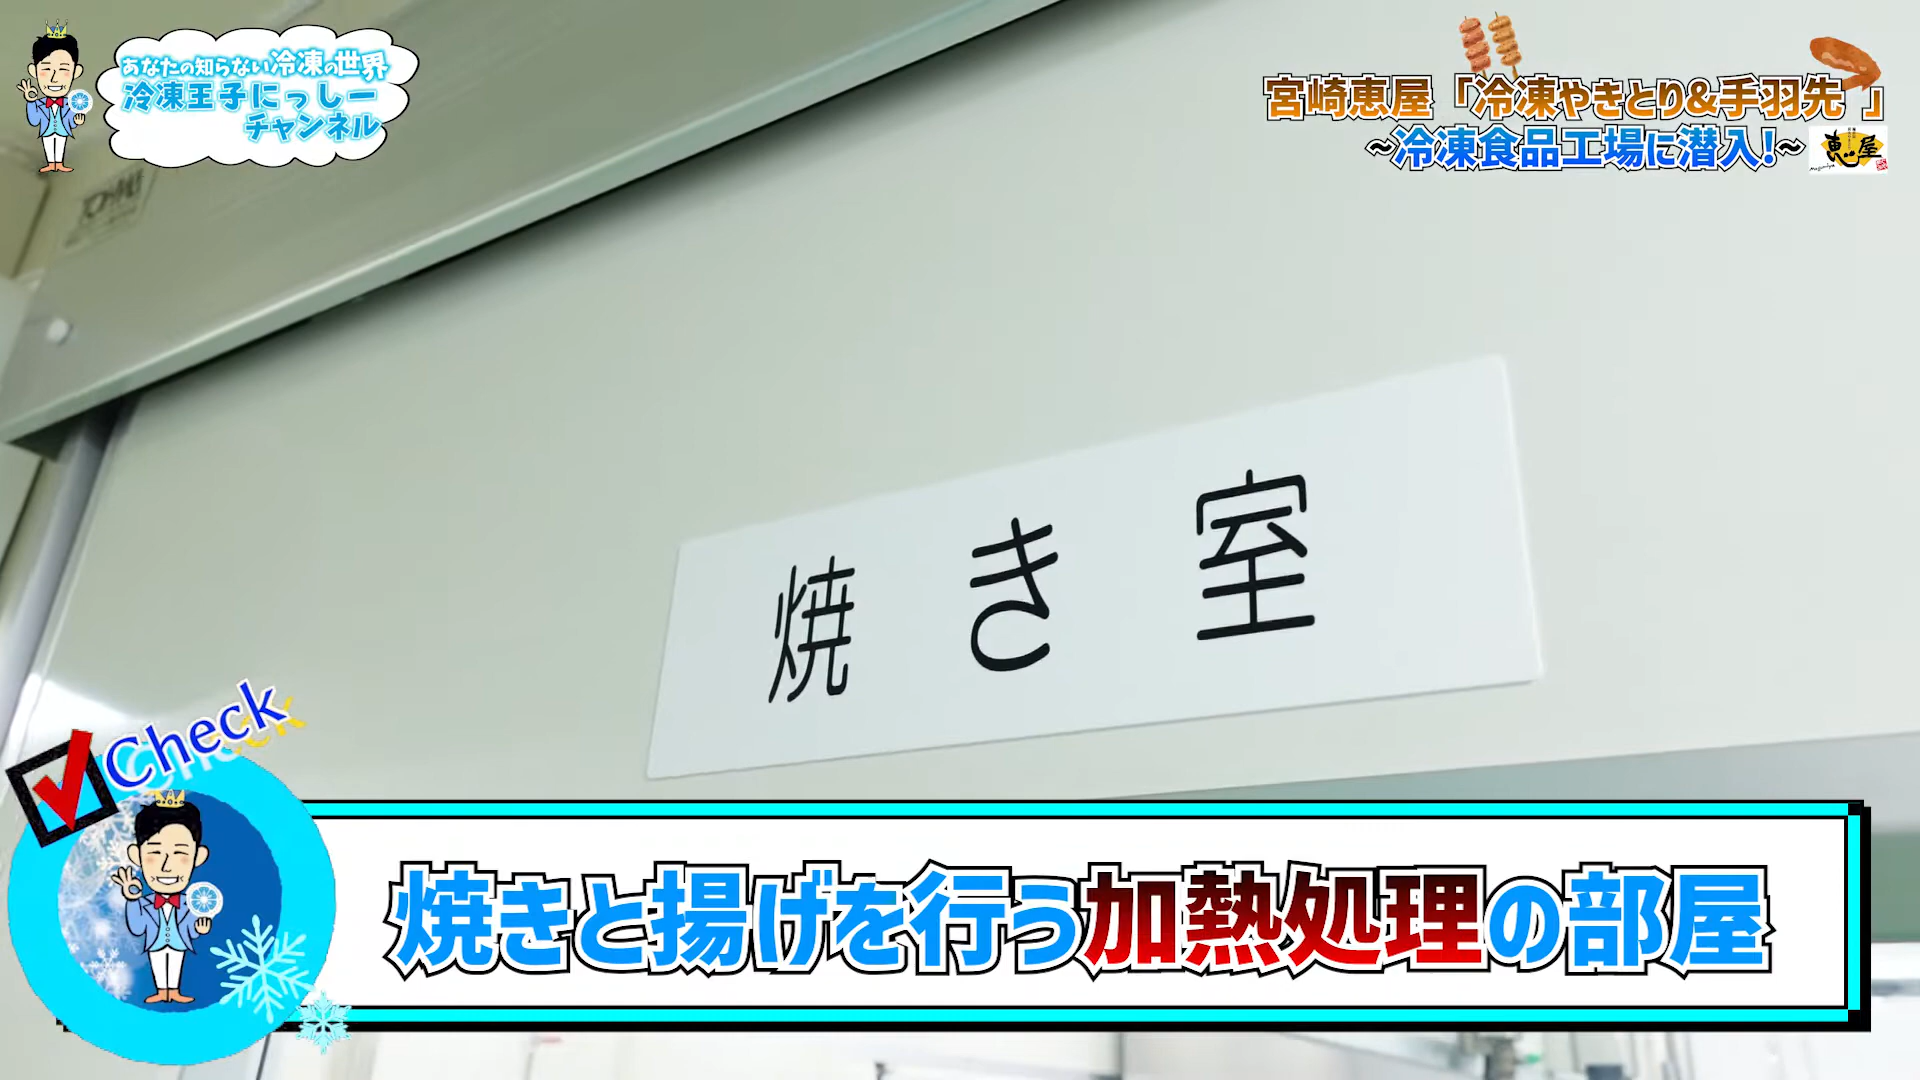 あなたの知らない冷凍の世界
冷凍王子にっしー
チャンネル
宮崎恵屋「冷凍やきとり&手羽先」
~冷凍食品工場に潜入!~
恵屋
焼き室
Check
焼きと揚げを行う加熱処理の部屋